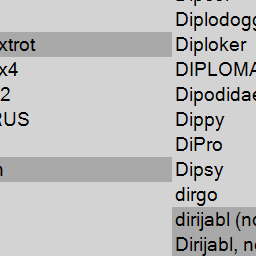 Diplodogg
xtrot Diploker
x4 DIPLOMA
2 Dipodidae
RUS Dippy
DiPro
Dipsy
dirgo
dirijabl (no
Dirijabl, no